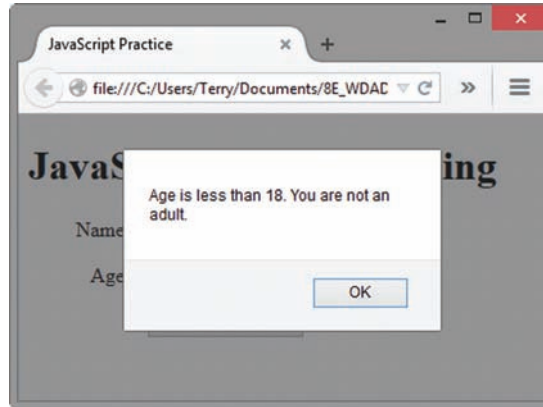 JavaScript Practice
file:///C:/Users/Terry/Documents/8E_WDAD
JavaS ing
Age is less than 18. You are not an
adult.
Name
Age
OK